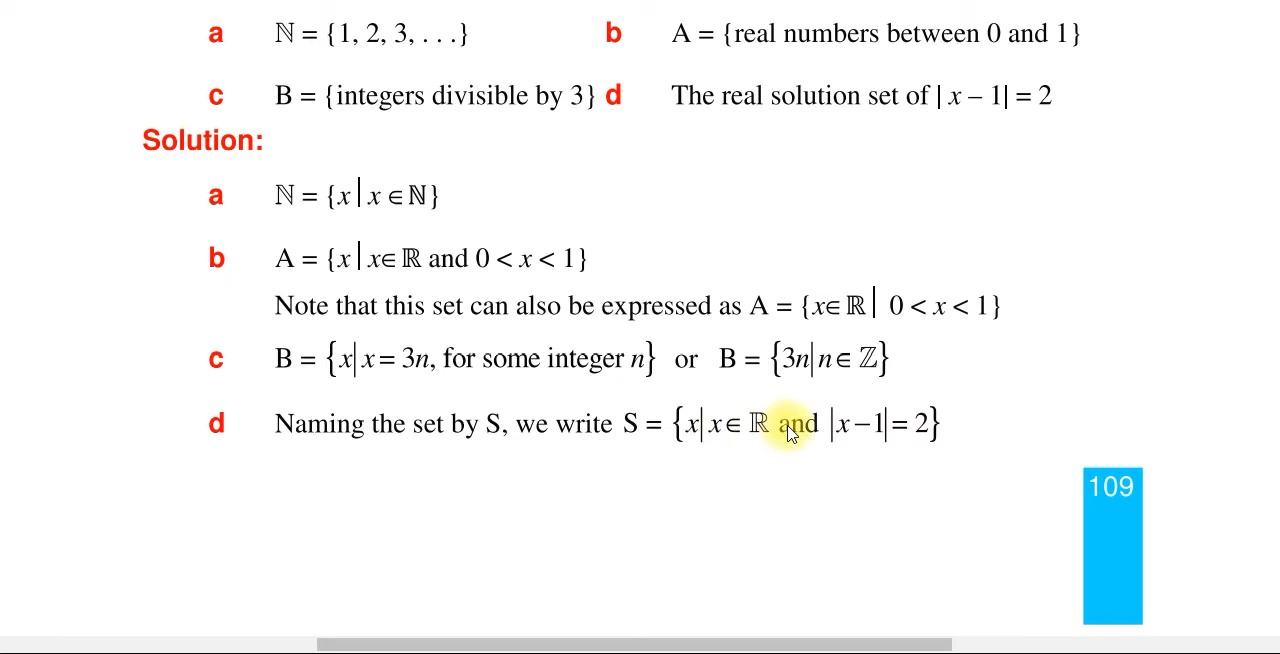 a ℕ = {1, 2, 3, . . .} b A = {real numbers between 0 and 1}
c B = {integers divisible by 3} d The real solution set of | x – 1| = 2
Solution:
a ℕ = {x | x ∈ ℕ}
b A = {x | x∈ ℝ and 0 < x < 1}
Note that this set can also be expressed as A = {x∈ ℝ | 0 < x < 1}
c B = {x| x = 3n, for some integer n} or B = {3n| n ∈ ℤ}
d Naming the set by S, we write S = {x| x ∈ ℝ and |x − 1| = 2}
109